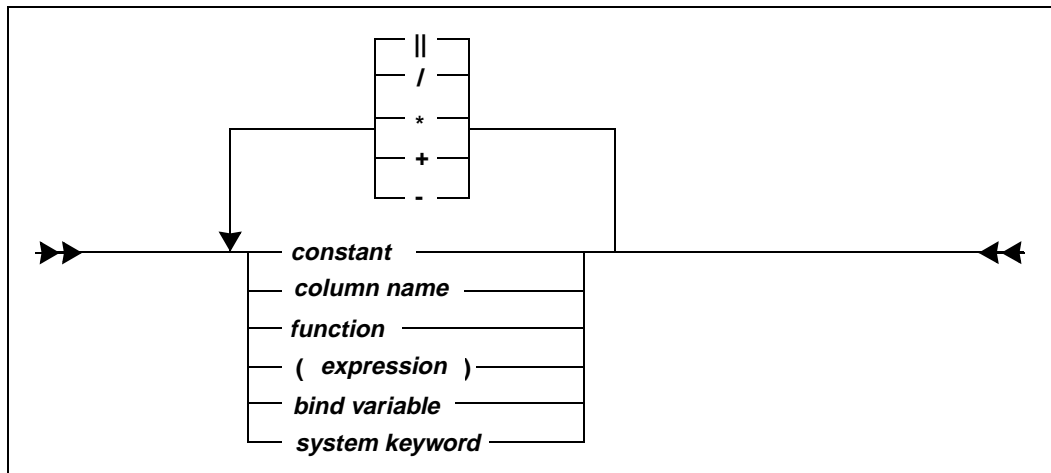 ||
/
*
+
-
constant
column name
function
( expression )
bind variable
system keyword